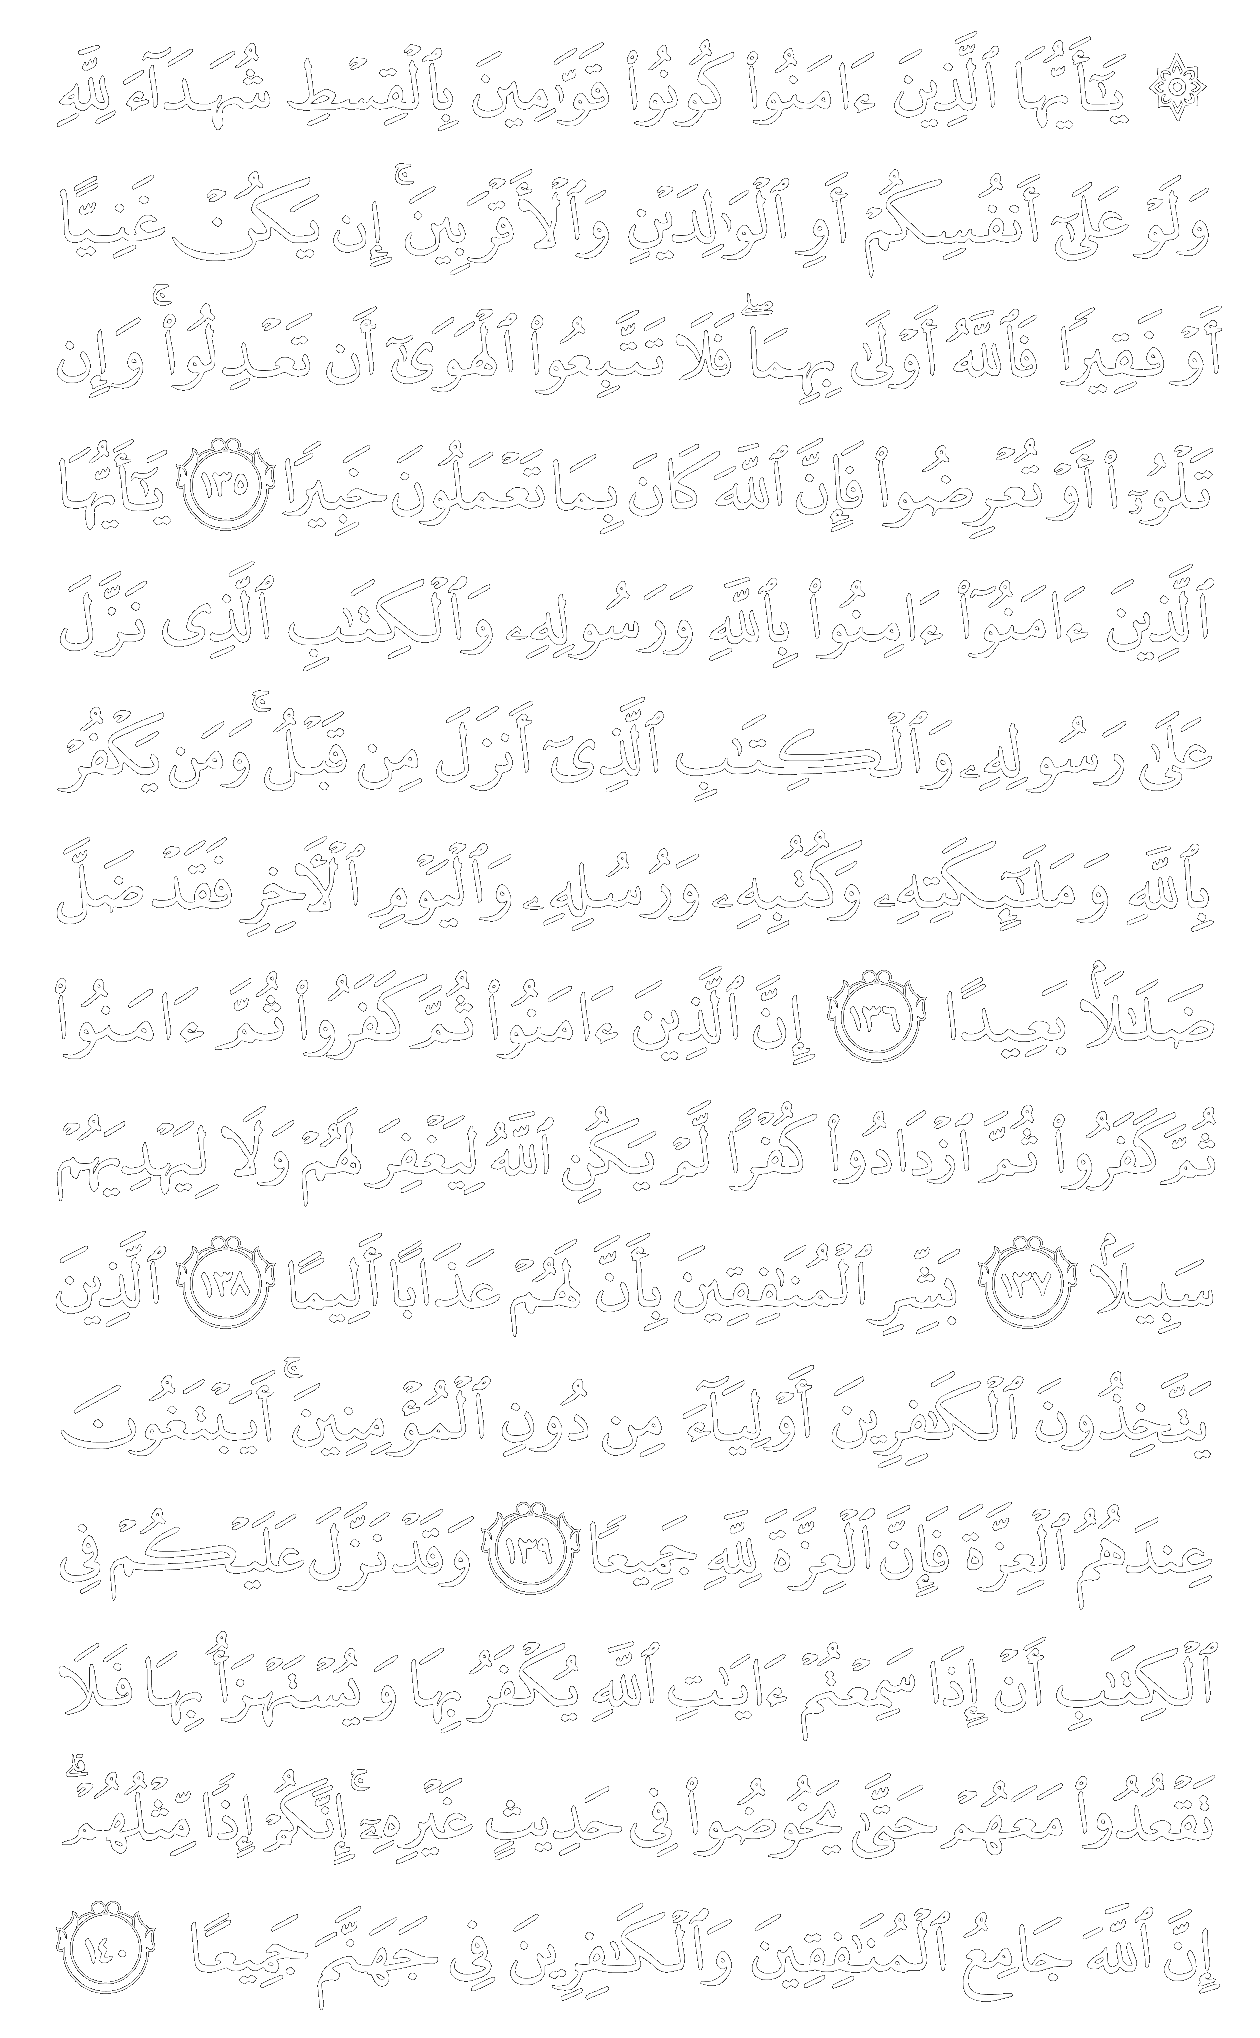 ۞ يَـٰٓأَيُّهَا ٱلَّذِينَ ءَامَنُوا۟ كُونُوا۟ قَوَّٰمِينَ بِٱلْقِسْطِ شُهَدَآءَ لِلَّهِ
وَلَوْ عَلَىٰٓ أَنفُسِكُمْ أَوِ ٱلْوَٰلِدَيْنِ وَٱلْأَقْرَبِينَ ۚ إِن يَكُنْ غَنِيًّا
أَوْ فَقِيرًا فَٱللَّهُ أَوْلَىٰ بِهِمَا ۖ فَلَا تَتَّبِعُوا۟ ٱلْهَوَىٰٓ أَن تَعْدِلُوا۟ ۚ وَإِن
تَلْوُۥٓا۟ أَوْ تُعْرِضُوا۟ فَإِنَّ ٱللَّهَ كَانَ بِمَا تَعْمَلُونَ خَبِيرًا ١٣٥ يَـٰٓأَيُّهَا
ٱلَّذِينَ ءَامَنُوٓا۟ ءَامِنُوا۟ بِٱللَّهِ وَرَسُولِهِۦ وَٱلْكِتَـٰبِ ٱلَّذِى نَزَّلَ
عَلَىٰ رَسُولِهِۦ وَٱلْكِتَـٰبِ ٱلَّذِىٓ أَنزَلَ مِن قَبْلُ ۚ وَمَن يَكْفُرْ
بِٱللَّهِ وَمَلَـٰٓئِكَتِهِۦ وَكُتُبِهِۦ وَرُسُلِهِۦ وَٱلْيَوْمِ ٱلْـَٔاخِرِ فَقَدْ ضَلَّ
ضَلَـٰلًۢا بَعِيدًا ١٣٦ إِنَّ ٱلَّذِينَ ءَامَنُوا۟ ثُمَّ كَفَرُوا۟ ثُمَّ ءَامَنُوا۟
ثُمَّ كَفَرُوا۟ ثُمَّ ٱزْدَادُوا۟ كُفْرًا لَّمْ يَكُنِ ٱللَّهُ لِيَغْفِرَ لَهُمْ وَلَا لِيَهْدِيَهُمْ
سَبِيلًۢا ١٣٧ بَشِّرِ ٱلْمُنَـٰفِقِينَ بِأَنَّ لَهُمْ عَذَابًا أَلِيمًا ١٣٨ ٱلَّذِينَ
يَتَّخِذُونَ ٱلْكَـٰفِرِينَ أَوْلِيَآءَ مِن دُونِ ٱلْمُؤْمِنِينَ ۚ أَيَبْتَغُونَ
عِندَهُمُ ٱلْعِزَّةَ فَإِنَّ ٱلْعِزَّةَ لِلَّهِ جَمِيعًا ١٣٩ وَقَدْ نَزَّلَ عَلَيْكُمْ فِى
ٱلْكِتَـٰبِ أَنْ إِذَا سَمِعْتُمْ ءَايَـٰتِ ٱللَّهِ يُكْفَرُ بِهَا وَيُسْتَهْزَأُ بِهَا فَلَا
تَقْعُدُوا۟ مَعَهُمْ حَتَّىٰ يَخُوضُوا۟ فِى حَدِيثٍ غَيْرِهِۦٓ ۚ إِنَّكُمْ إِذًا مِّثْلُهُمْ ۗ
إِنَّ ٱللَّهَ جَامِعُ ٱلْمُنَـٰفِقِينَ وَٱلْكَـٰفِرِينَ فِى جَهَنَّمَ جَمِيعًا ١٤٠